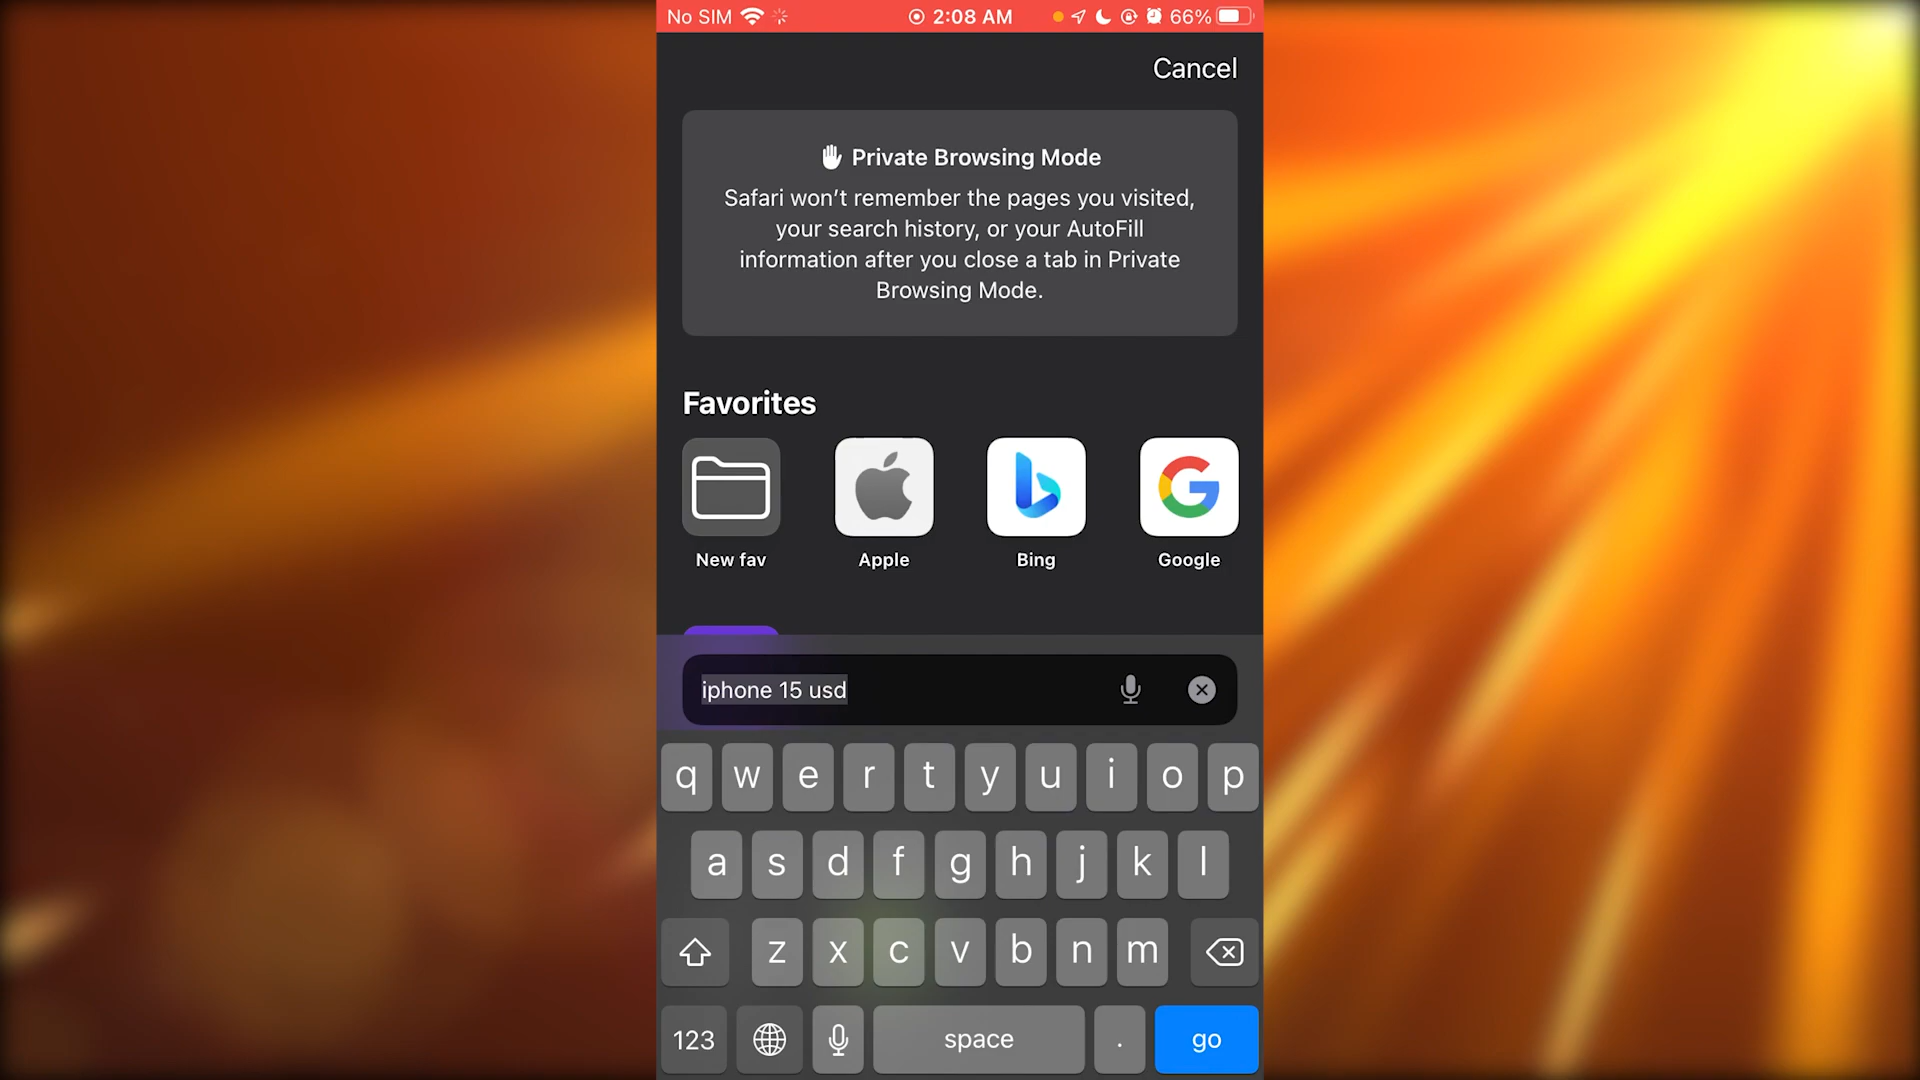 No SIM 2:08 AM 66%
Cancel
Private Browsing Mode
Safari won’t remember the pages you visited,
your search history, or your AutoFill
information after you close a tab in Private
Browsing Mode.
Favorites
New fav Apple Bing Google
iphone 15 usd
q w e r t y u i o p
a s d f g h j k l
z x c v b n m
123 space . go